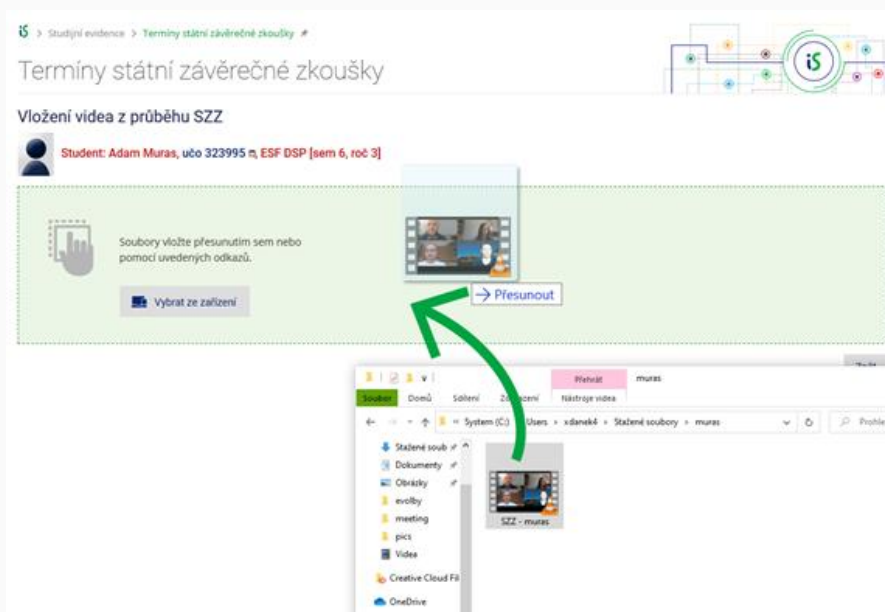 iS > Studijní evidence > Termíny státní závěrečné zkoušky
iS
Termíny státní závěrečné zkoušky
Vložení videa z průběhu SZZ
Student: Adam Muras, učo 323995, ESF DSP [sem 6, roč 3]
Soubory vložte přesunutím sem nebo
pomocí uvedených odkazů.
Vybrat ze zařízení
→ Přesunout
Přehrát muras
Soubor Domů Sdílení Nástroje videa
System (C:) > Users > xdanek4 > Stažené soubory > muras
Stažené soub
Dokumenty
Obrázky
evolby
meeting
pics
Videa
Creative Cloud Fil
OneDrive
SZZ - muras